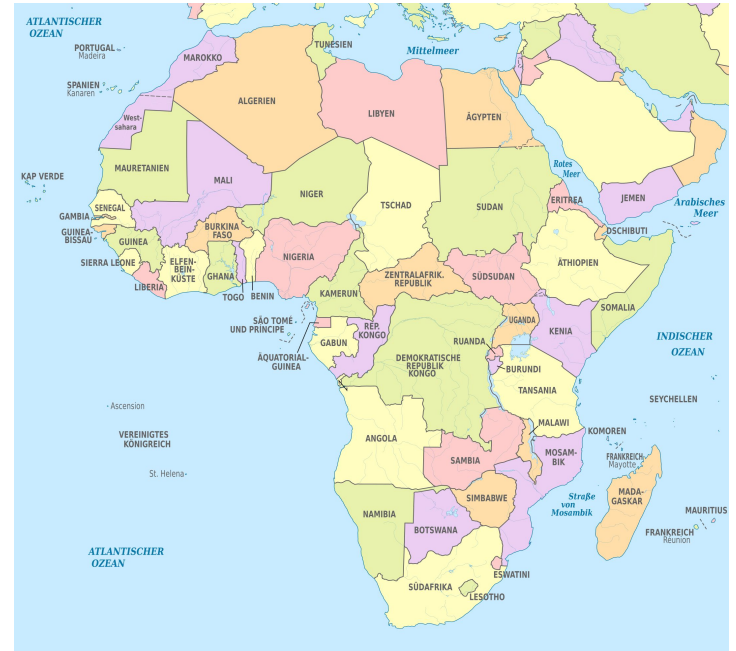 ATLANTISCHER
OZEAN
PORTUGAL
Madeira
SPANIEN
Kanaren
MAROKKO
TUNESIEN
Mittelmeer
ALGERIEN
LIBYEN
ÄGYPTEN
West-
sahara
MAURETANIEN
MALI
NIGER
TSCHAD
SUDAN
Rotes
Meer
ERITREA
JEMEN
Arabisches
Meer
KAP VERDE
SENEGAL
GAMBIA
GUINEA-
BISSAU
GUINEA
SIERRA LEONE
LIBERIA
ELFEN-
BEIN-
KÜSTE
BURKINA
FASO
GHANA
TOGO
BENIN
NIGERIA
KAMERUN
ZENTRALAFRIK.
REPUBLIK
SÜDSUDAN
ÄTHIOPIEN
DSCHIBUTI
SOMALIA
SÃO TOMÉ
UND PRÍNCIPE
ÄQUATORIAL-
GUINEA
GABUN
REP.
KONGO
DEMOKRATISCHE
REPUBLIK
KONGO
UGANDA
KENIA
RUANDA
BURUNDI
TANSANIA
INDISCHER
OZEAN
SEYCHELLEN
Ascension
VEREINIGTES
KÖNIGREICH
St. Helena
ANGOLA
SAMBIA
MALAWI
MOSAM-
BIK
KOMOREN
FRANKREICH
Mayotte
MADA-
GASKAR
Straße
von
Mosambik
MAURITIUS
FRANKREICH
Réunion
SIMBABWE
NAMIBIA
BOTSWANA
ATLANTISCHER
OZEAN
SÜDAFRIKA
ESWATINI
LESOTHO